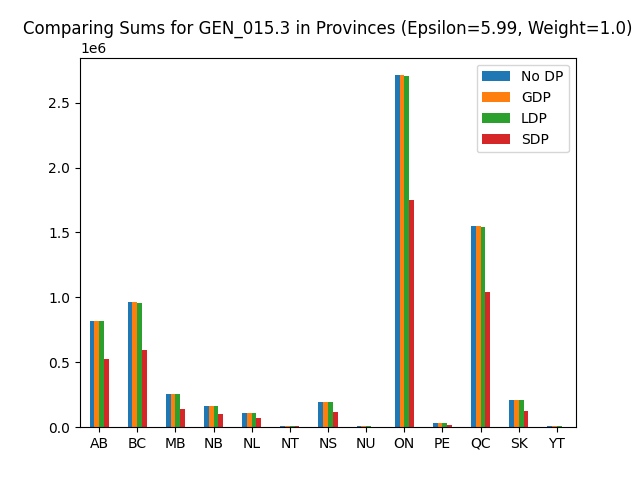 Comparing Sums for GEN_015.3 in Provinces (Epsilon=5.99, Weight=1.0)
1e6
No DP
GDP
LDP
SDP
2.5
2.0
1.5
1.0
0.5
0.0
AB BC MB NB NL NT NS NU ON PE QC SK YT